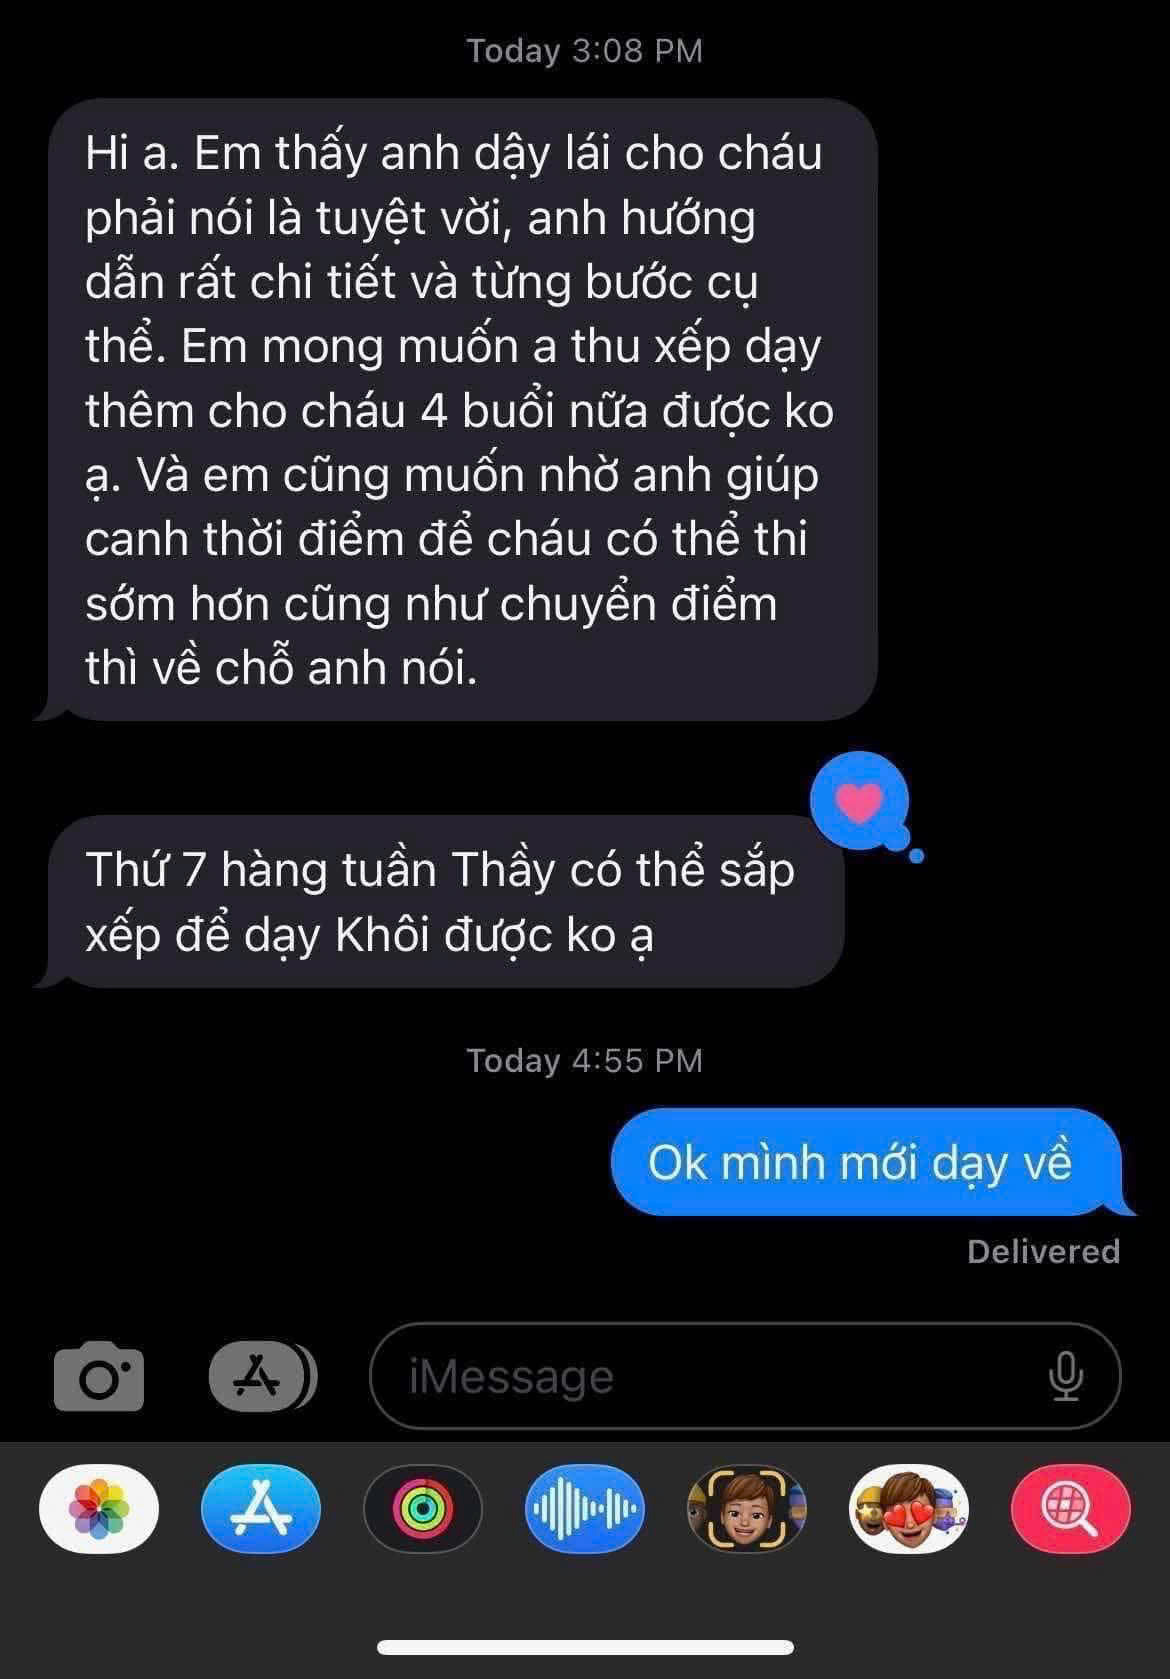 Today 3:08 PM
Hi a. Em thấy anh dậy lái cho cháu
phải nói là tuyệt vời, anh hướng
dẫn rất chi tiết và từng bước cụ
thể. Em mong muốn a thu xếp dạy
thêm cho cháu 4 buổi nữa được ko
ạ. Và em cũng muốn nhờ anh giúp
canh thời điểm để cháu có thể thi
sớm hơn cũng như chuyển điểm
thì về chỗ anh nói.
Thứ 7 hàng tuần Thầy có thể sắp
xếp để dạy Khôi được ko ạ
Today 4:55 PM
Ok mình mới dạy về
Delivered
iMessage